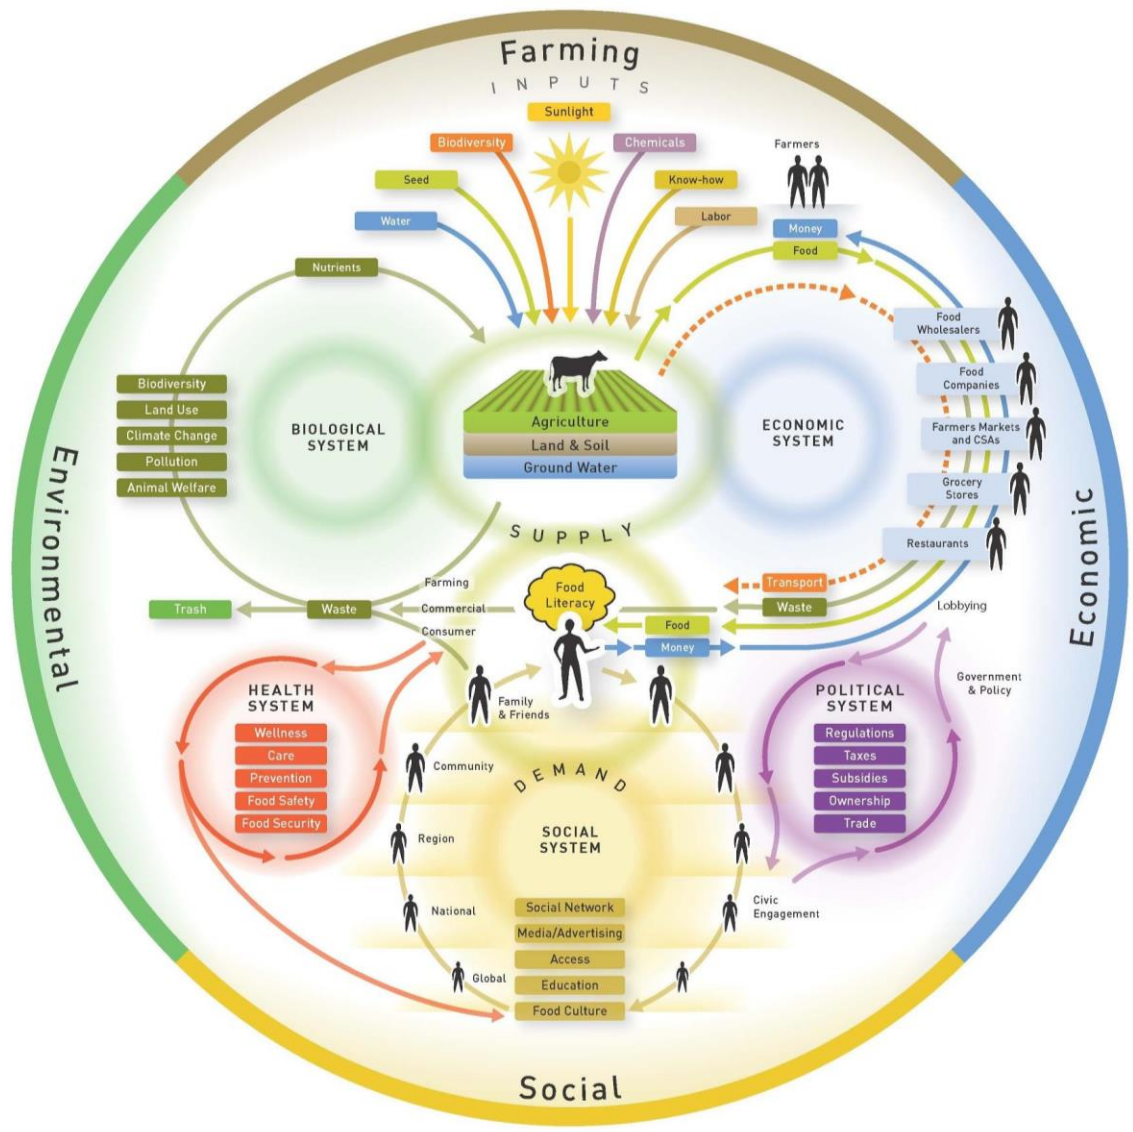 Farming
INPUTS
Sunlight
Biodiversity
Chemicals
Farmers
Seed
Know-how
Water
Labor
Money
Food
Nutrients
Food
Wholesalers
Food
Companies
Farmers Markets
and CSAs
Grocery
Stores
Restaurants
Biodiversity
Land Use
Climate Change
Pollution
Animal Welfare
BIOLOGICAL
SYSTEM
Agriculture
Land & Soil
Ground Water
ECONOMIC
SYSTEM
SUPPLY
Environmental
Economic
Farming
Commercial
Consumer
Trash
Waste
Food
Literacy
Transport
Waste
Food
Money
Lobbying
Government
& Policy
HEALTH
SYSTEM
Wellness
Care
Prevention
Food Safety
Food Security
Family
& Friends
Community
Region
National
Global
DEMAND
SOCIAL
SYSTEM
Social Network
Media/Advertising
Access
Education
Food Culture
POLITICAL
SYSTEM
Regulations
Taxes
Subsidies
Ownership
Trade
Civic
Engagement
Social